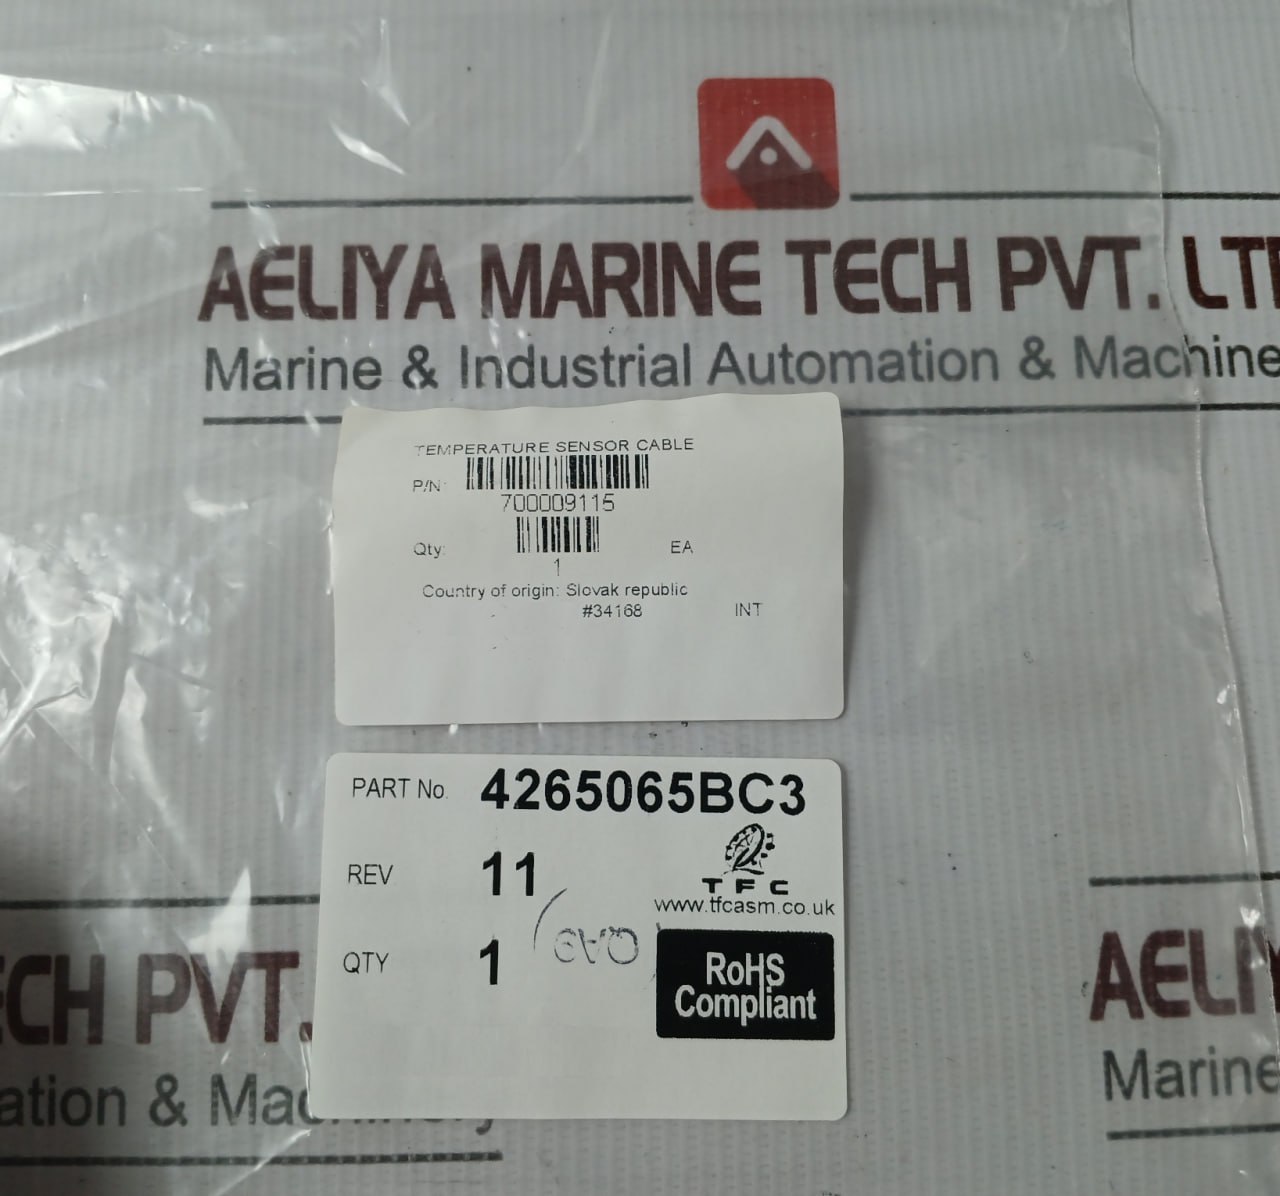 AELIYA MARINE TECH PVT. LT
Marine & Industrial Automation & Machine
TEMPERATURE SENSOR CABLE
P/N:
700009115
Qty:
EA
1
Country of origin: Slovak republic
#34168 INT
PART No. 4265065BC3
REV 11
TFC
www.tfcasm.co.uk
QTY 1
RoHS
Compliant
ECH PVT.
AELIY
ation & Machinery
Marine